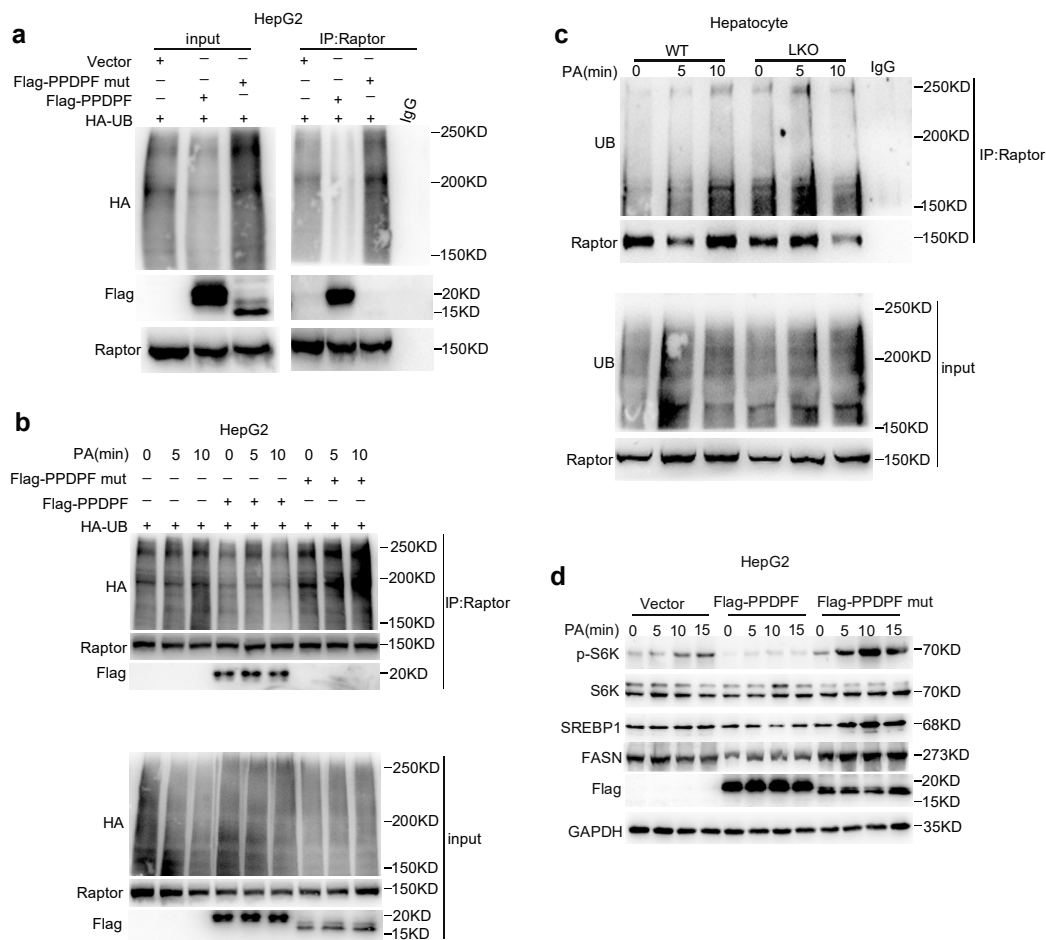 a
HepG2
input IP:Raptor
Vector + − − + − −
Flag-PPDPF mut − − + − − +
Flag-PPDPF − + − − + −
HA-UB + + + + + + IgG
HA
−250KD
−200KD
−150KD
Flag
−20KD
−15KD
Raptor −150KD
b
HepG2
PA(min) 0 5 10 0 5 10 0 5 10
Flag-PPDPF mut − − − − − − + + +
Flag-PPDPF − − − + + + − − −
HA-UB + + + + + + + + +
HA
−250KD
−200KD
−150KD
Raptor −150KD
Flag −20KD
IP:Raptor
HA
−250KD
−200KD
−150KD
Raptor −150KD
Flag
−20KD
−15KD
input
c
Hepatocyte
WT LKO
PA(min) 0 5 10 0 5 10 IgG
UB
−250KD
−200KD
−150KD
Raptor −150KD
IP:Raptor
UB
−250KD
−200KD
−150KD
Raptor −150KD
input
d
HepG2
Vector Flag-PPDPF Flag-PPDPF mut
PA(min) 0 5 10 15 0 5 10 15 0 5 10 15
p-S6K −70KD
S6K −70KD
SREBP1 −68KD
FASN −273KD
Flag
−20KD
−15KD
GAPDH −35KD